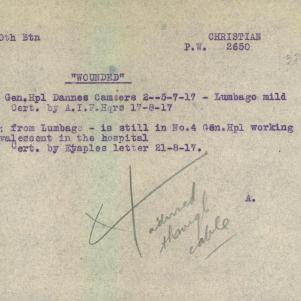 0th Btn CHRISTIAN
P.W. 2650
"WOUNDED"
Gen.Hpl Dannes Camiers 2--5-7-17 - Lumbago mild
Cert. by A.I.F.Hqrs 17-8-17
from Lumbago - is still in No.4 Gen.Hpl working
valescent in the hospital
Cert. by Etaples letter 21-8-17.
A.
through
cable